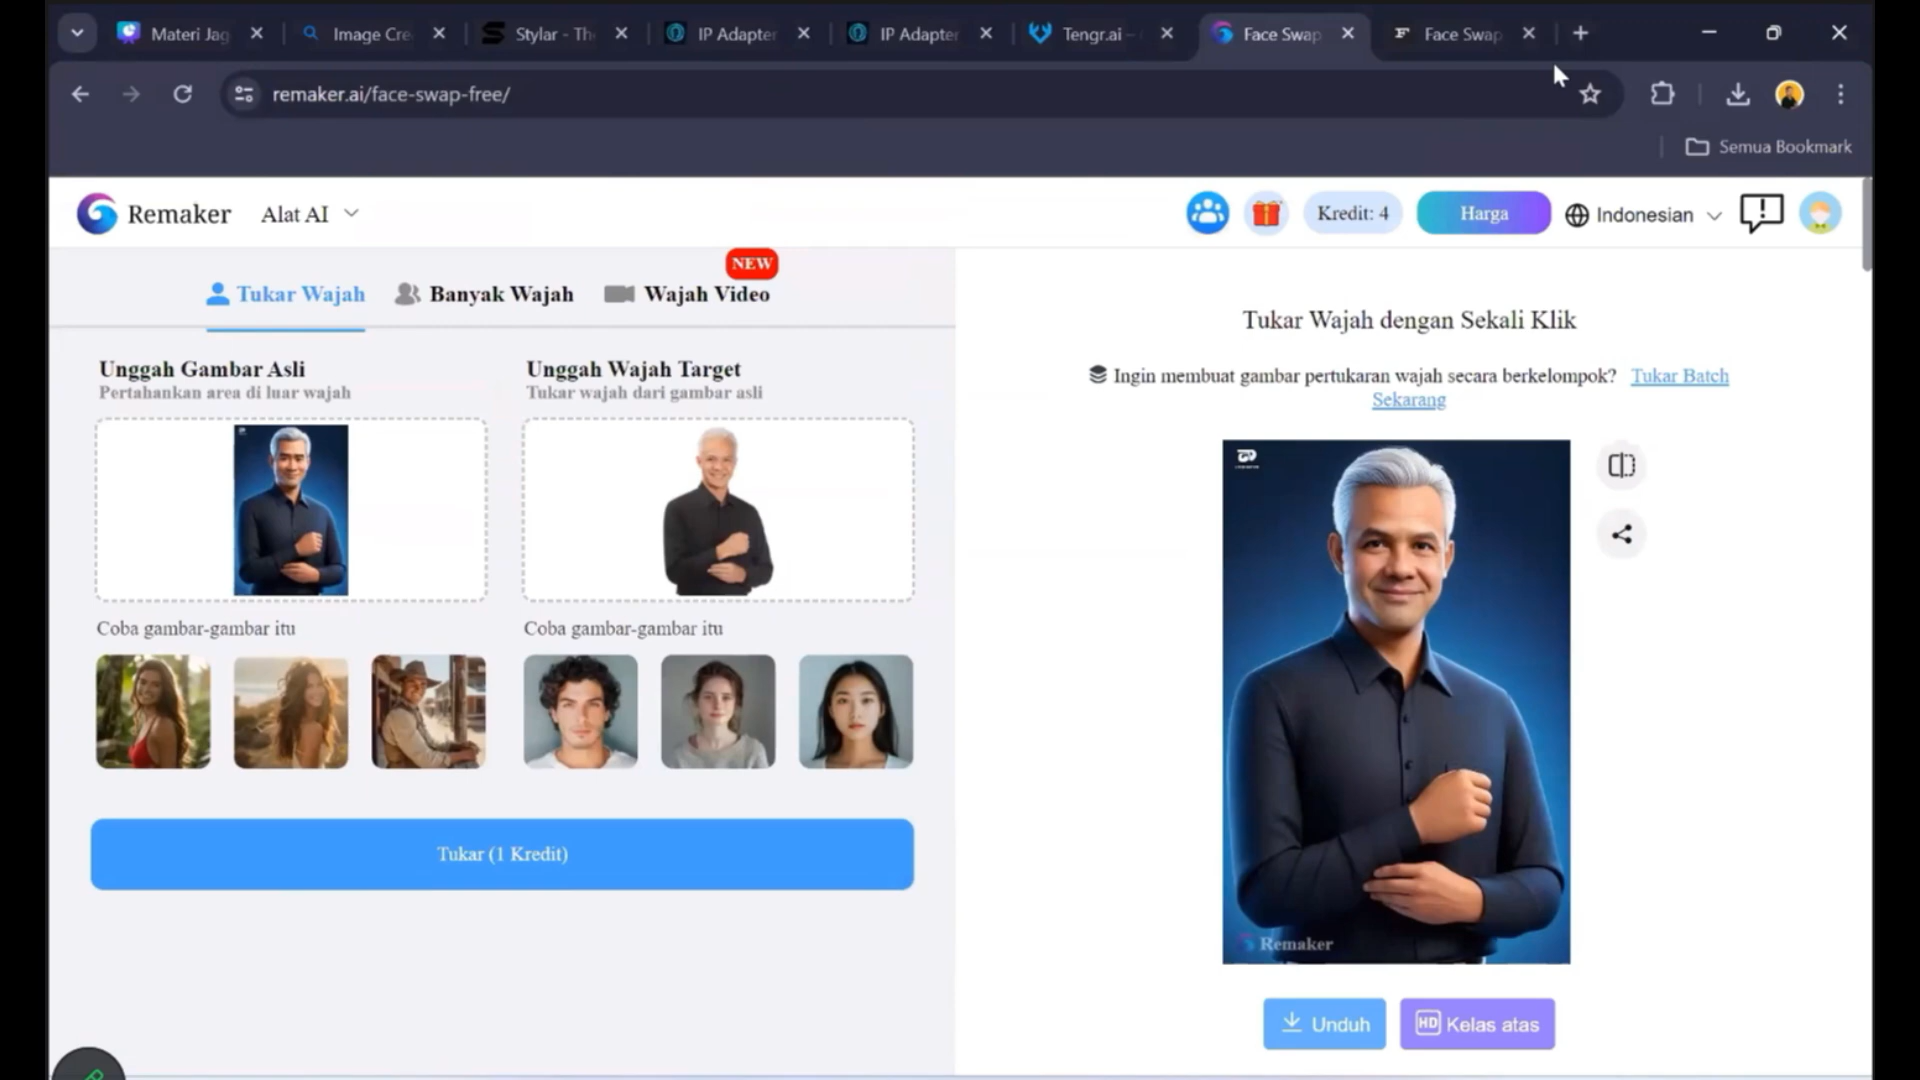 Materi Jag
Image Cre
Stylar - Th
IP Adapter
IP Adapter
Tengr.ai –
Face Swap
Face Swap
remaker.ai/face-swap-free/
Semua Bookmark
Remaker
Alat AI
Kredit: 4
Harga
Indonesian
NEW
Tukar Wajah
Banyak Wajah
Wajah Video
Unggah Gambar Asli
Pertahankan area di luar wajah
Unggah Wajah Target
Tukar wajah dari gambar asli
Coba gambar-gambar itu
Coba gambar-gambar itu
Tukar (1 Kredit)
Tukar Wajah dengan Sekali Klik
Ingin membuat gambar pertukaran wajah secara berkelompok? Tukar Batch
Sekarang
Remaker
Unduh
HD Kelas atas